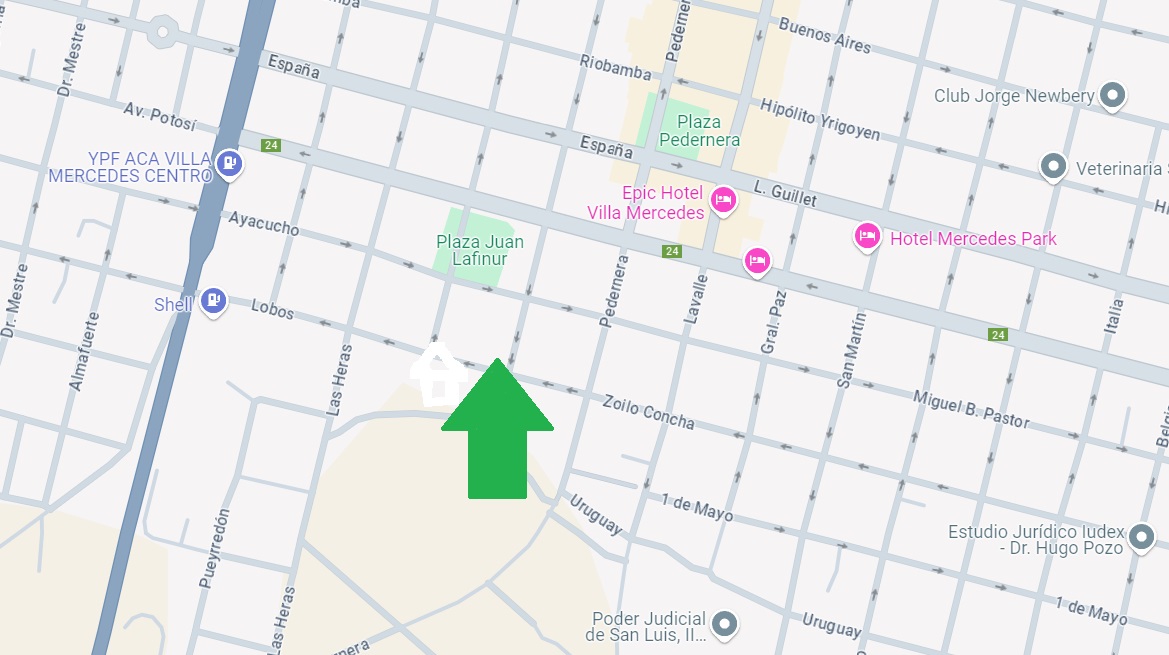 Pedernera
Buenos Aires
Dr. Mestre
España
Riobamba
Club Jorge Newbery
Hipólito Yrigoyen
Av. Potosí
Plaza
Pedernera
24
España
YPF ACA VILLA
MERCEDES CENTRO
Veterinaria S
L. Guillet
Epic Hotel
Villa Mercedes
Ayacucho
Hotel Mercedes Park
Plaza Juan
Lafinur
24
Dr. Mestre
Pedernera
Lavalle
Gral. Paz
Italia
Shell
Lobos
24
San Martín
Almafuerte
Las Heras
Zoilo Concha
Miguel B. Pastor
1 de Mayo
Uruguay
Pueyrredón
Estudio Jurídico Iudex
- Dr. Hugo Pozo
Las Heras
1 de Mayo
Poder Judicial
de San Luis, II...
Uruguay